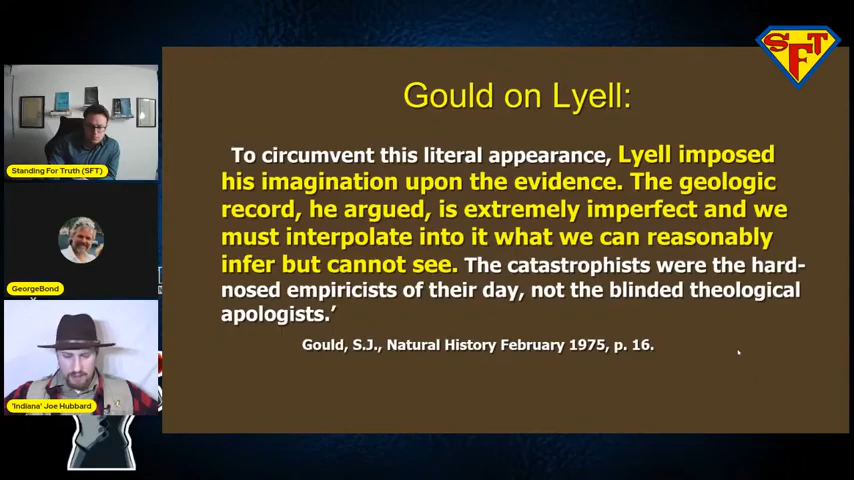 SFT
Gould on Lyell:
To circumvent this literal appearance, Lyell imposed
his imagination upon the evidence. The geologic
record, he argued, is extremely imperfect and we
must interpolate into it what we can reasonably
infer but cannot see. The catastrophists were the hard-
nosed empiricists of their day, not the blinded theological
apologists.’
Gould, S.J., Natural History February 1975, p. 16.
Standing For Truth (SFT)
GeorgeBond
'Indiana' Joe Hubbard